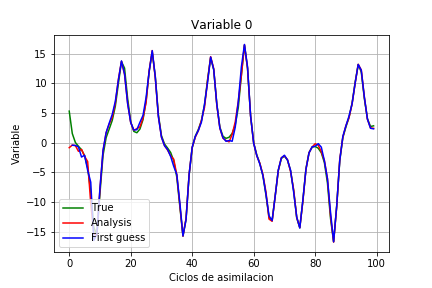 Variable 0
Variable
15
10
5
0
−5
−10
−15
True
Analysis
First guess
0
20
40
60
80
100
Ciclos de asimilacion